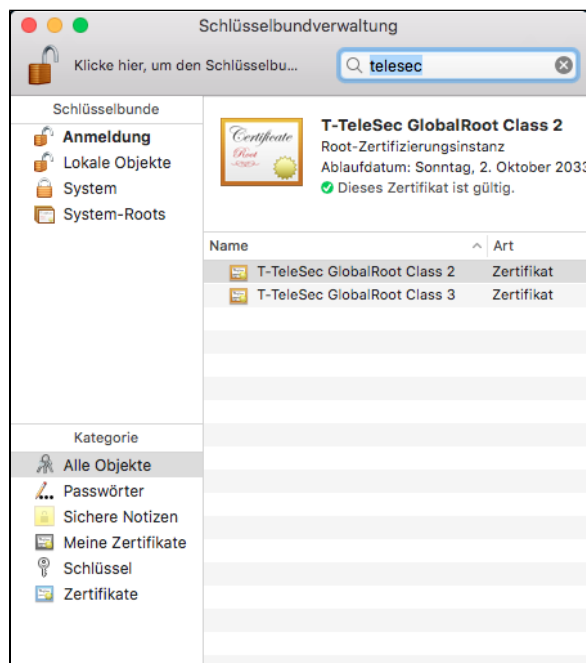 Schlüsselbundverwaltung
Klicke hier, um den Schlüsselbu...
telesec
Schlüsselbunde
Anmeldung
Lokale Objekte
System
System-Roots
Certificate
Root
T-TeleSec GlobalRoot Class 2
Root-Zertifizierungsinstanz
Ablaufdatum: Sonntag, 2. Oktober 2033
Dieses Zertifikat ist gültig.
Name Art
T-TeleSec GlobalRoot Class 2 Zertifikat
T-TeleSec GlobalRoot Class 3 Zertifikat
Kategorie
Alle Objekte
Passwörter
Sichere Notizen
Meine Zertifikate
Schlüssel
Zertifikate